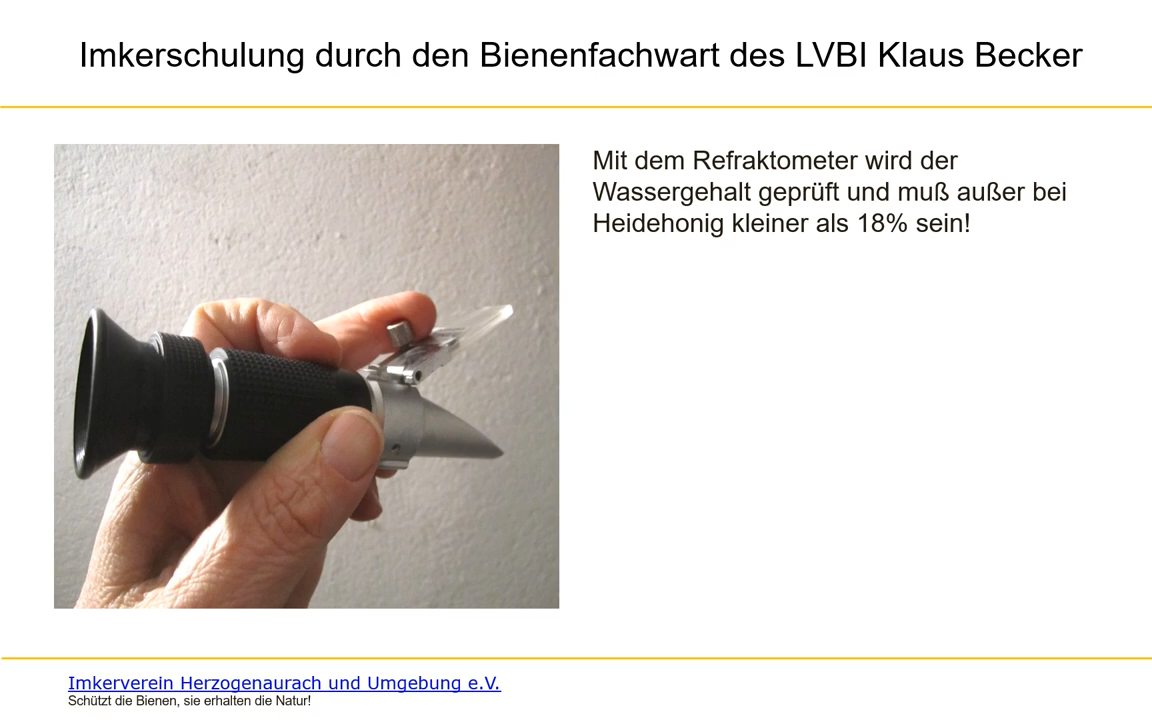 Imkerschulung durch den Bienenfachwart des LVBI Klaus Becker
Mit dem Refraktometer wird der
Wassergehalt geprüft und muß außer bei
Heidehonig kleiner als 18% sein!
Imkerverein Herzogenaurach und Umgebung e.V.
Schützt die Bienen, sie erhalten die Natur!